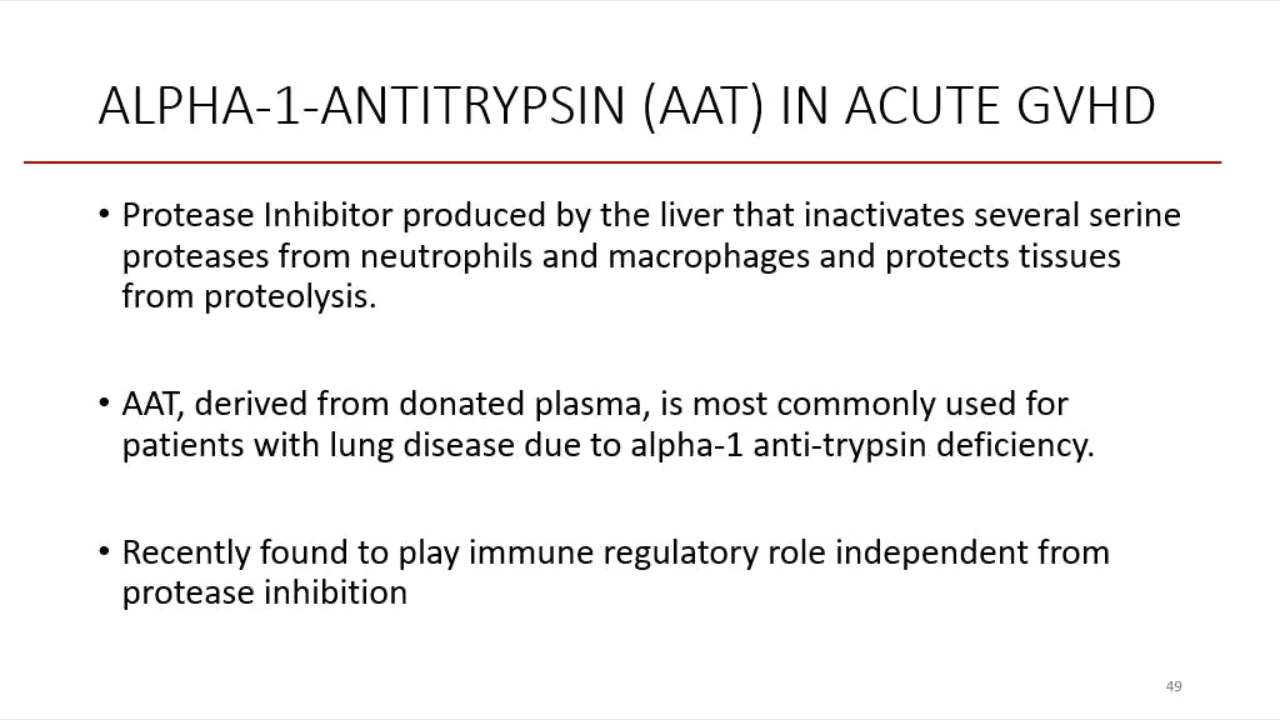 ALPHA-1-ANTITRYPSIN (AAT) IN ACUTE GVHD
• Protease Inhibitor produced by the liver that inactivates several serine
proteases from neutrophils and macrophages and protects tissues
from proteolysis.
• AAT, derived from donated plasma, is most commonly used for
patients with lung disease due to alpha-1 anti-trypsin deficiency.
• Recently found to play immune regulatory role independent from
protease inhibition
49